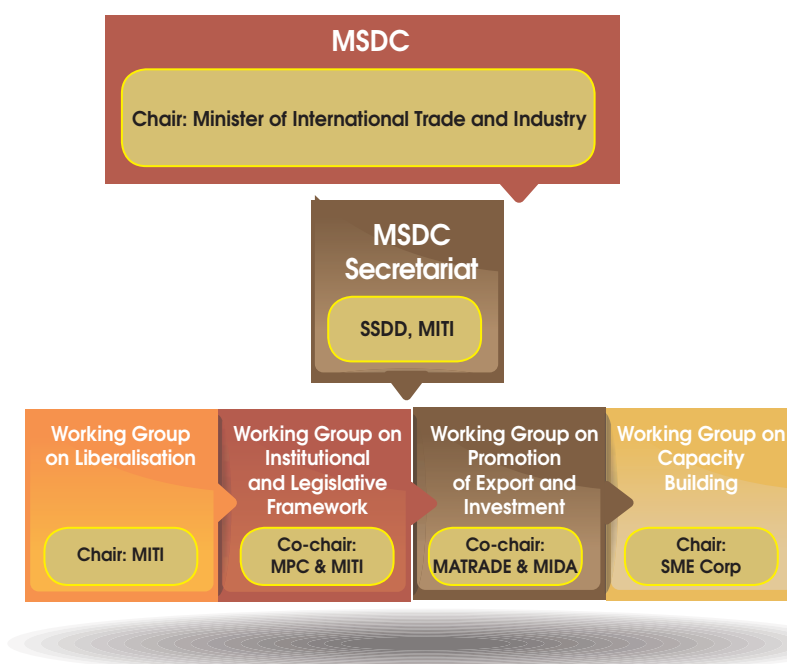 MSDC
Chair: Minister of International Trade and Industry
MSDC
Secretariat
SSDD, MITI
Working Group
on Liberalisation
Chair: MITI
Working Group on
Institutional
and Legislative
Framework
Co-chair:
MPC & MITI
Working Group on
Promotion
of Export and
Investment
Co-chair:
MATRADE & MIDA
Working Group on
Capacity
Building
Chair:
SME Corp